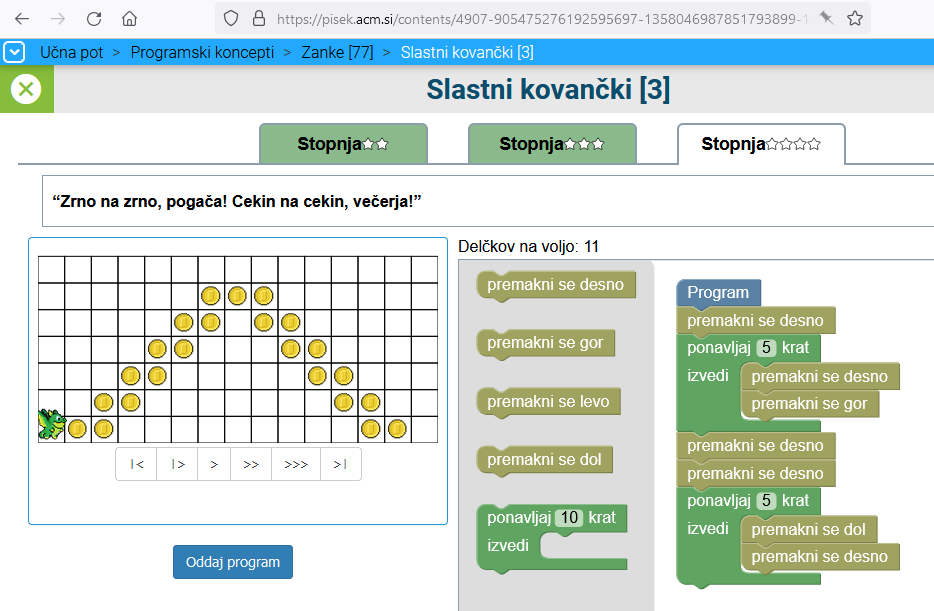 https://pisek.acm.si/contents/4907-905475276192595697-1358046987851793899-1
Učna pot > Programski koncepti > Zanke [77] > Slastni kovančki [3]
Slastni kovančki [3]
Stopnja☆☆
Stopnja☆☆☆
Stopnja☆☆☆☆
“Zrno na zrno, pogača! Cekin na cekin, večerja!”
|<
|>
>
>>
>>>
>|
Oddaj program
Delčkov na voljo: 11
premakni se desno
premakni se gor
premakni se levo
premakni se dol
ponavljaj 10 krat
izvedi
Program
premakni se desno
ponavljaj 5 krat
izvedi premakni se desno
premakni se gor
premakni se desno
premakni se desno
ponavljaj 5 krat
izvedi premakni se dol
premakni se desno